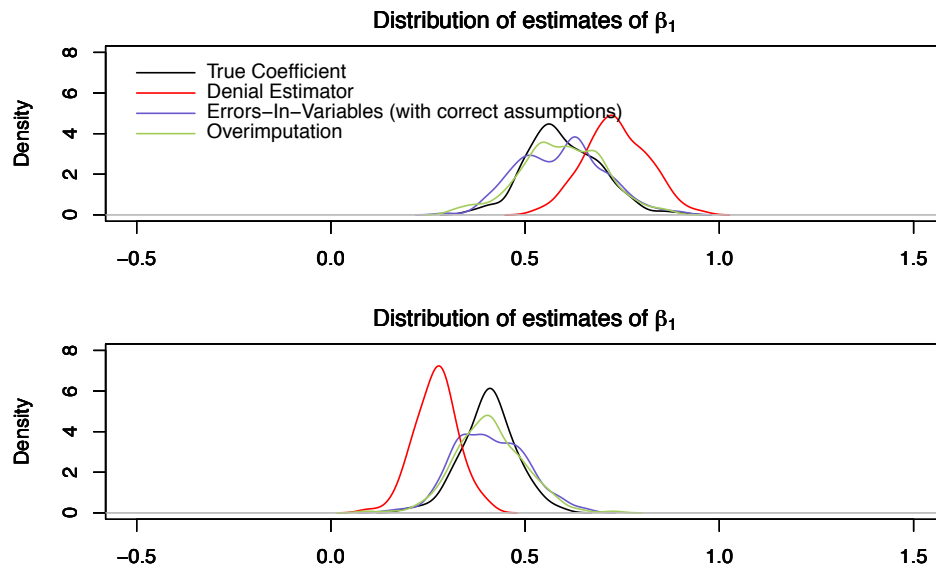 Distribution of estimates of β₁
Density
8
6
4
2
0
True Coefficient
Denial Estimator
Errors−In−Variables (with correct assumptions)
Overimputation
−0.5 0.0 0.5 1.0 1.5
Distribution of estimates of β₁
Density
8
6
4
2
0
−0.5 0.0 0.5 1.0 1.5